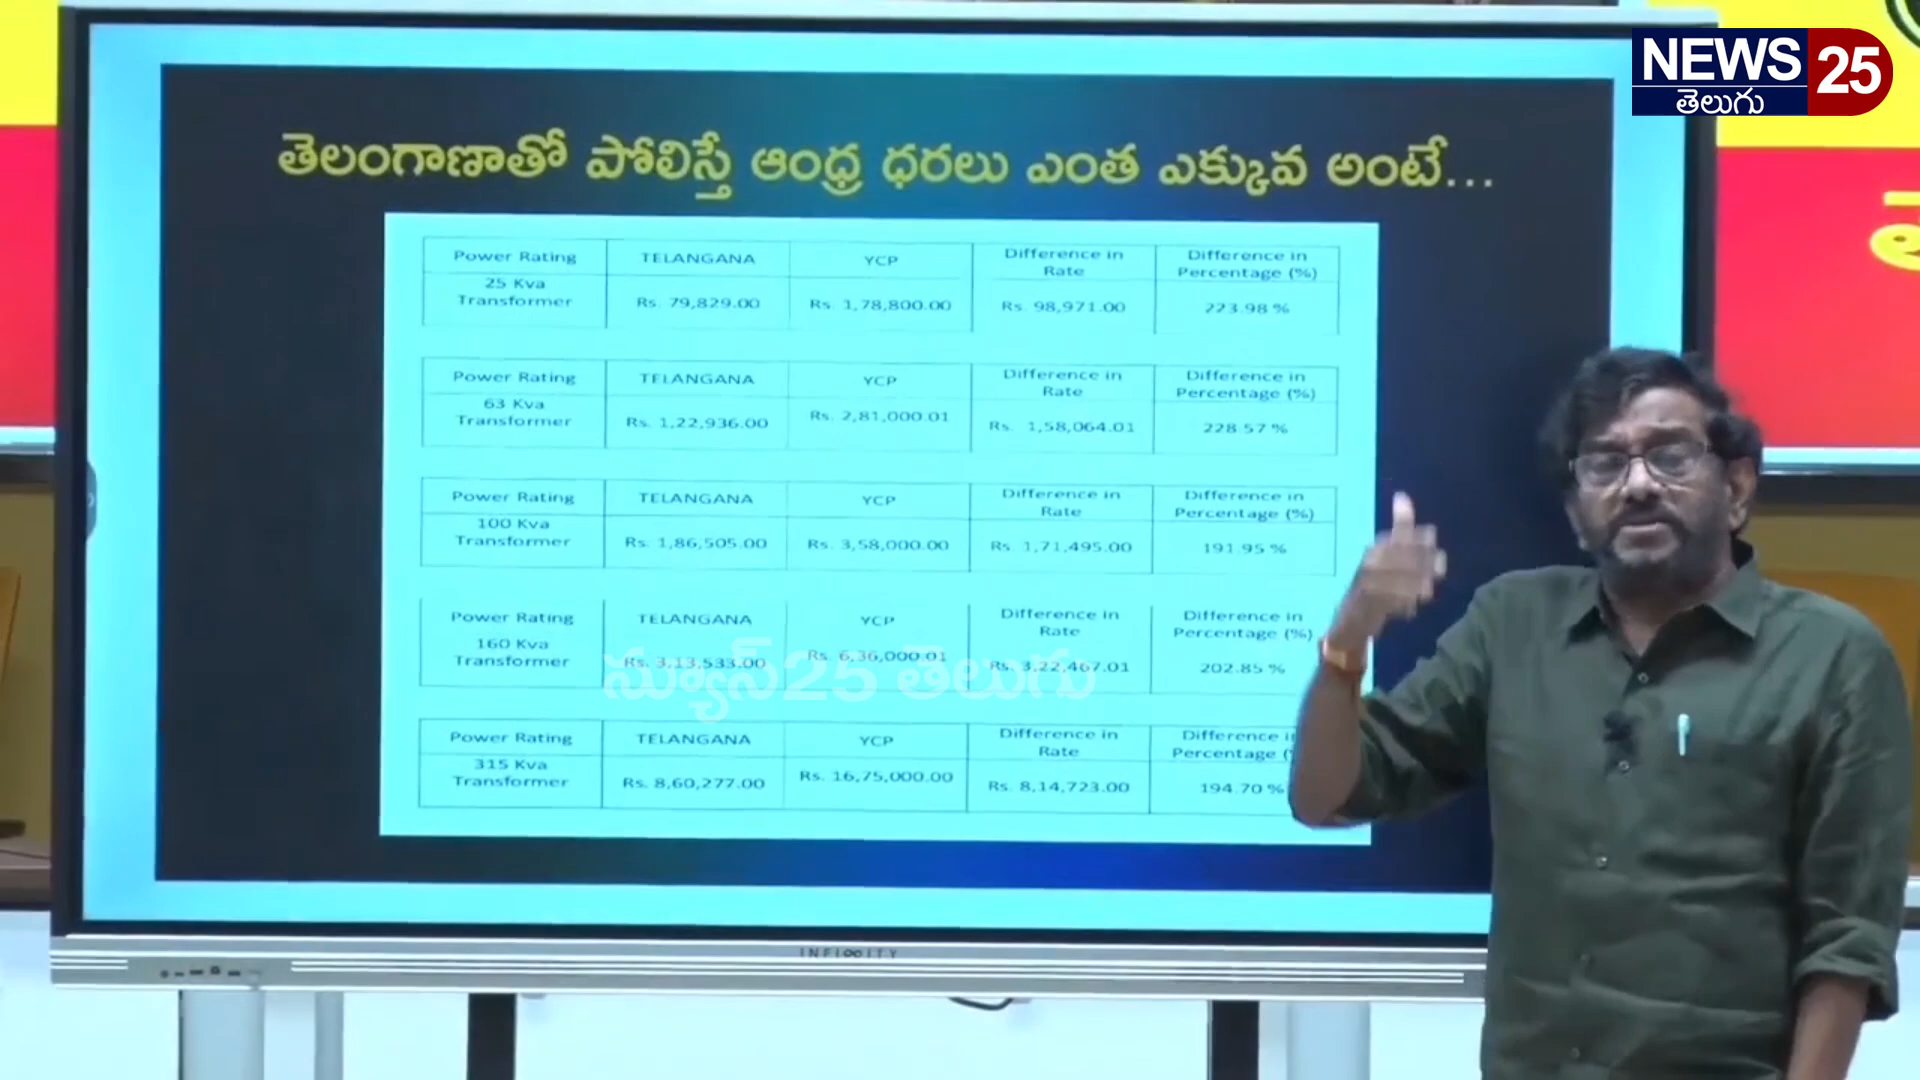 NEWS 25
తెలుగు
తెలంగాణాతో పోలిస్తే ఆంధ్ర ధరలు ఎంత ఎక్కువ అంటే...
Power Rating TELANGANA YCP Difference in Rate Difference in Percentage (%)
25 Kva Transformer Rs. 79,829.00 Rs. 1,78,800.00 Rs. 98,971.00 223.98 %
Power Rating TELANGANA YCP Difference in Rate Difference in Percentage (%)
63 Kva Transformer Rs. 1,22,936.00 Rs. 2,81,000.01 Rs. 1,58,064.01 228.57 %
Power Rating TELANGANA YCP Difference in Rate Difference in Percentage (%)
100 Kva Transformer Rs. 1,86,505.00 Rs. 3,58,000.00 Rs. 1,71,495.00 191.95 %
Power Rating TELANGANA YCP Difference in Rate Difference in Percentage (%)
160 Kva Transformer Rs. 3,13,533.00 Rs. 6,36,000.01 Rs. 3,22,467.01 202.85 %
న్యూస్25 తెలుగు
Power Rating TELANGANA YCP Difference in Rate Difference in Percentage (
315 Kva Transformer Rs. 8,60,277.00 Rs. 16,75,000.00 Rs. 8,14,723.00 194.70 %
INFINITY